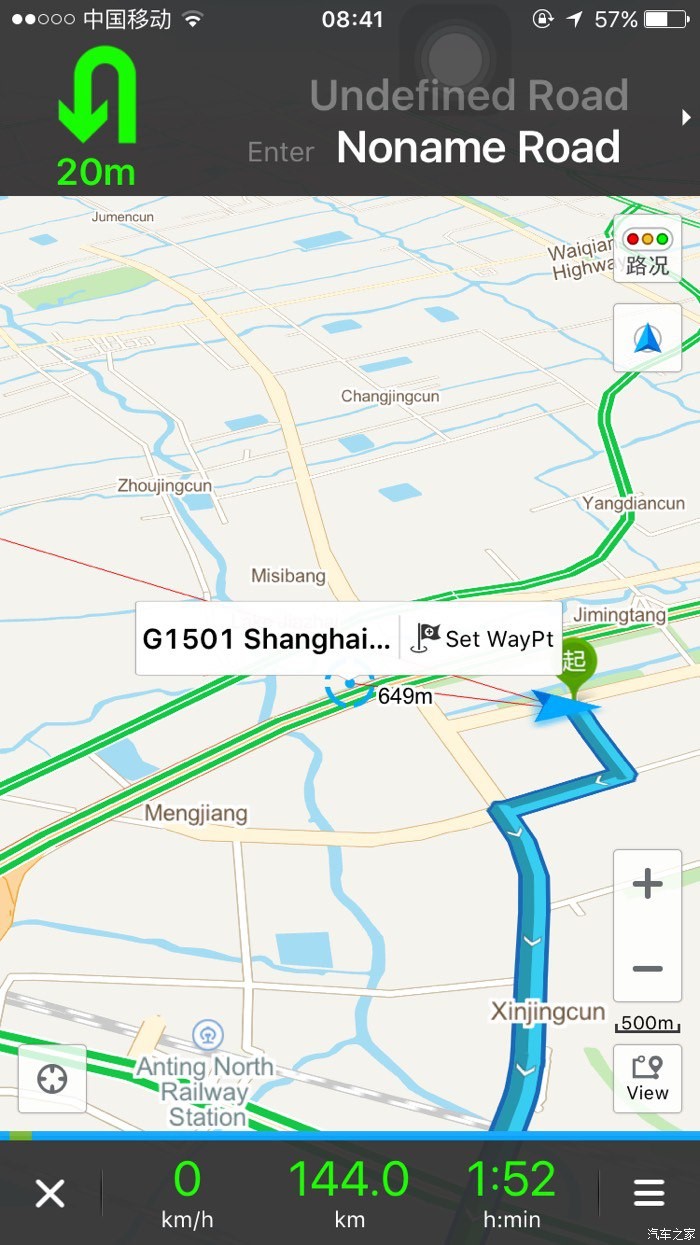 中国移动 08:41 57%
Undefined Road
Enter Noname Road
20m
Jumencun
Waiqian
Highway
路况
Changjingcun
Zhoujingcun
Yangdiancun
Misibang
Jimingtang
G1501 Shanghai... Set WayPt
起
649m
Mengjiang
Xinjingcun
500m
Anting North
Railway
Station
View
0 144.0 1:52
km/h km h:min
汽车之家